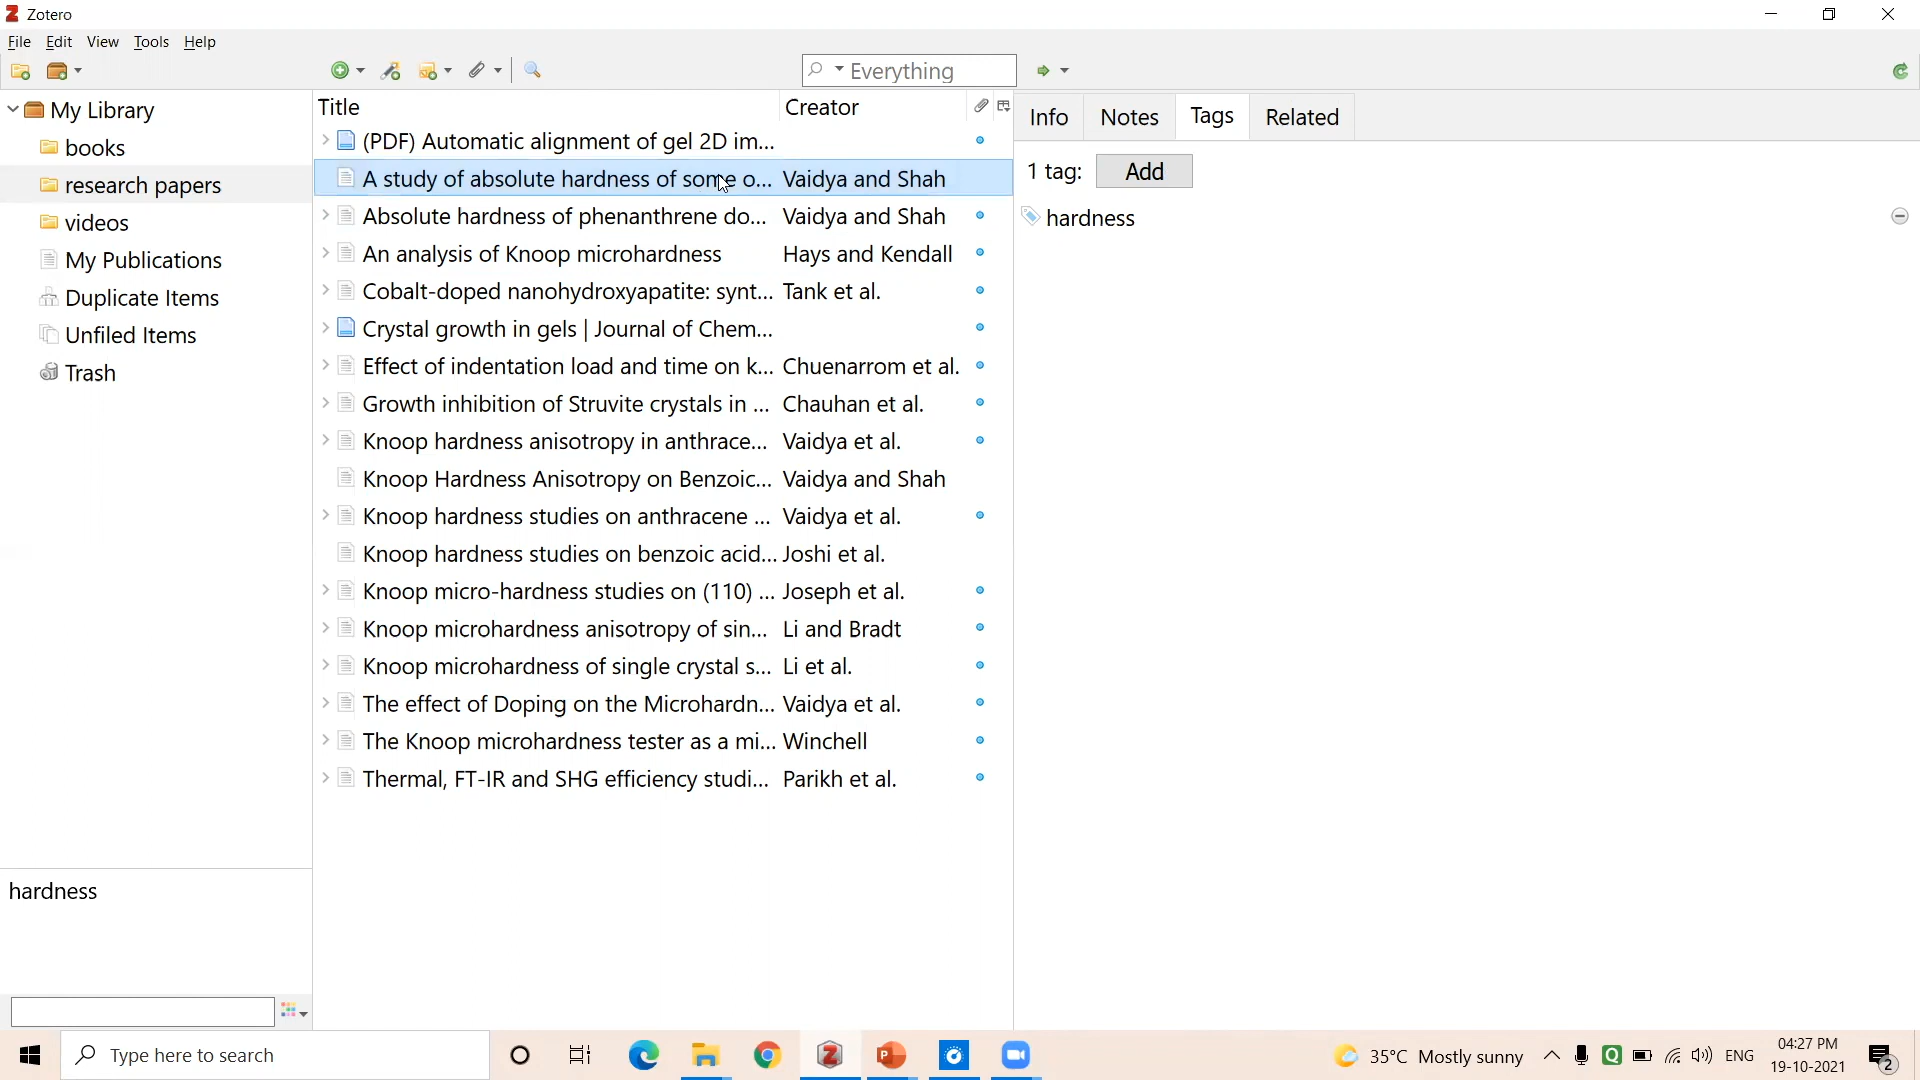 Zotero
File Edit View Tools Help
Everything
My Library
books
research papers
videos
My Publications
Duplicate Items
Unfiled Items
Trash
hardness
Title Creator
(PDF) Automatic alignment of gel 2D im...
A study of absolute hardness of some o... Vaidya and Shah
Absolute hardness of phenanthrene do... Vaidya and Shah
An analysis of Knoop microhardness Hays and Kendall
Cobalt-doped nanohydroxyapatite: synt... Tank et al.
Crystal growth in gels | Journal of Chem...
Effect of indentation load and time on k... Chuenarrom et al.
Growth inhibition of Struvite crystals in ... Chauhan et al.
Knoop hardness anisotropy in anthrace... Vaidya et al.
Knoop Hardness Anisotropy on Benzoic... Vaidya and Shah
Knoop hardness studies on anthracene ... Vaidya et al.
Knoop hardness studies on benzoic acid... Joshi et al.
Knoop micro-hardness studies on (110) ... Joseph et al.
Knoop microhardness anisotropy of sin... Li and Bradt
Knoop microhardness of single crystal s... Li et al.
The effect of Doping on the Microhardn... Vaidya et al.
The Knoop microhardness tester as a mi... Winchell
Thermal, FT-IR and SHG efficiency studi... Parikh et al.
Info Notes Tags Related
1 tag: Add
hardness
Type here to search
35°C Mostly sunny
ENG
04:27 PM
19-10-2021
2